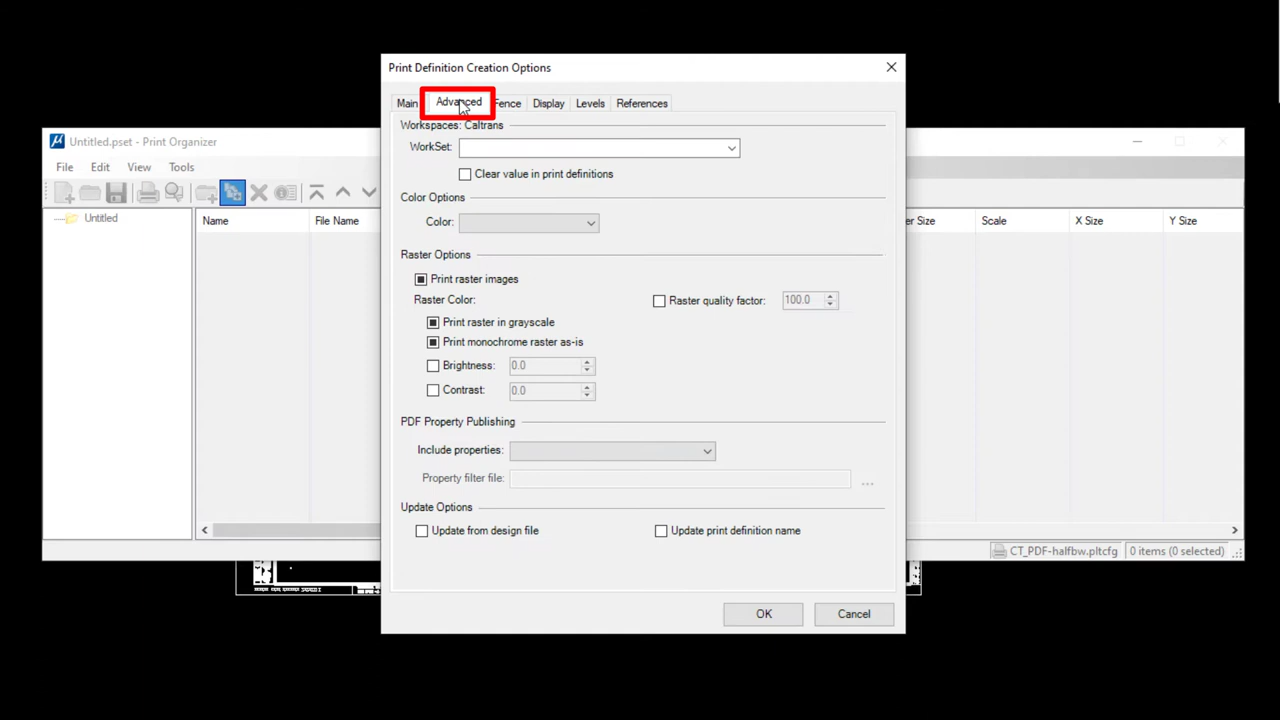 Print Definition Creation Options
Main Advanced Fence Display Levels References
Workspaces: Caltrans
WorkSet:
Clear value in print definitions
Color Options
Color:
Raster Options
Print raster images
Raster Color:
Raster quality factor: 100.0
Print raster in grayscale
Print monochrome raster as-is
Brightness: 0.0
Contrast: 0.0
PDF Property Publishing
Include properties:
Property filter file: ...
Update Options
Update from design file
Update print definition name
OK Cancel
Untitled.pset - Print Organizer
File Edit View Tools
Untitled
Name File Name er Size Scale X Size Y Size
CT_PDF-halfbw.pltcfg 0 items (0 selected)